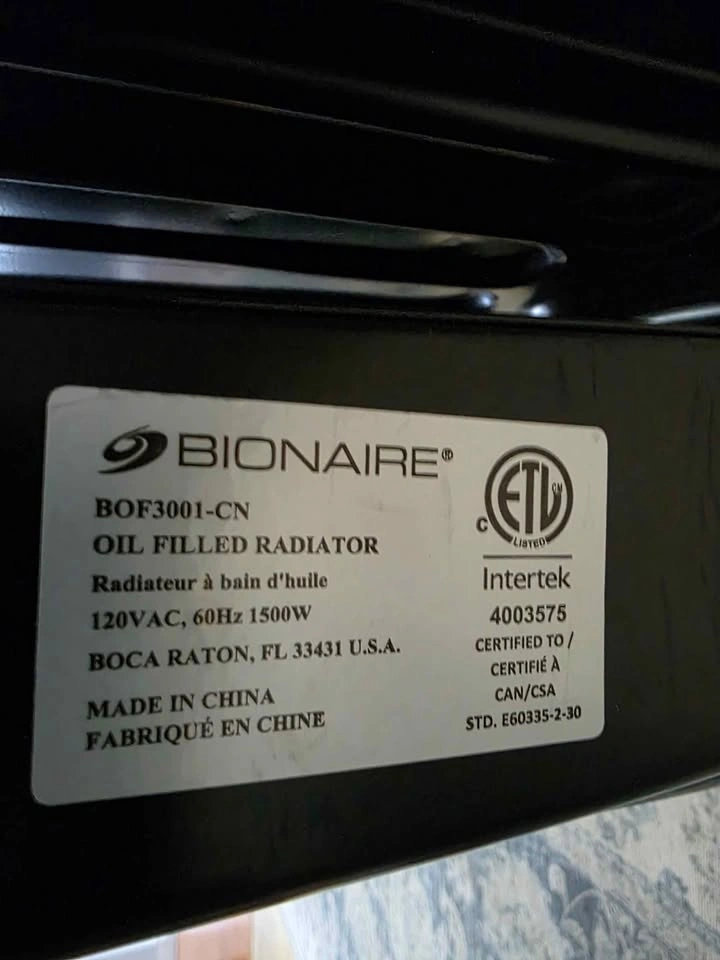 BIONAIRE®
BOF3001-CN
OIL FILLED RADIATOR
Radiateur à bain d'huile
120VAC, 60Hz 1500W
BOCA RATON, FL 33431 U.S.A.
MADE IN CHINA
FABRIQUÉ EN CHINE
ETL CM
C
LISTED
Intertek
4003575
CERTIFIED TO /
CERTIFIÉ À
CAN/CSA
STD. E60335-2-30